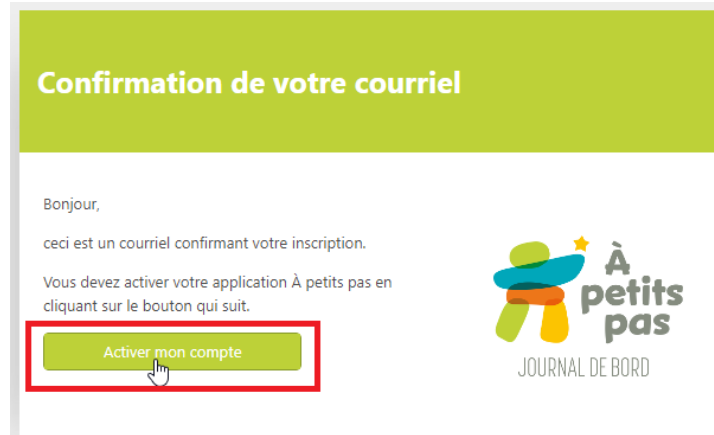 Confirmation de votre courriel
Bonjour,
ceci est un courriel confirmant votre inscription.
Vous devez activer votre application À petits pas en
cliquant sur le bouton qui suit.
Activer mon compte
À
petits
pas
JOURNAL DE BORD